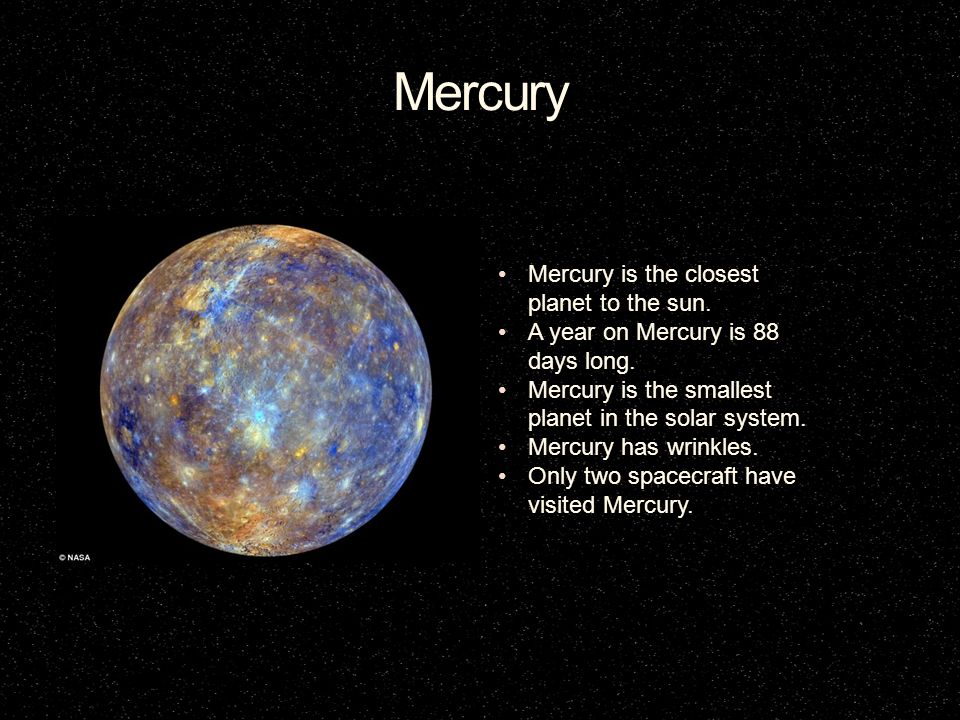 Mercury
• Mercury is the closest
planet to the sun.
• A year on Mercury is 88
days long.
• Mercury is the smallest
planet in the solar system.
• Mercury has wrinkles.
• Only two spacecraft have
visited Mercury.
© NASA